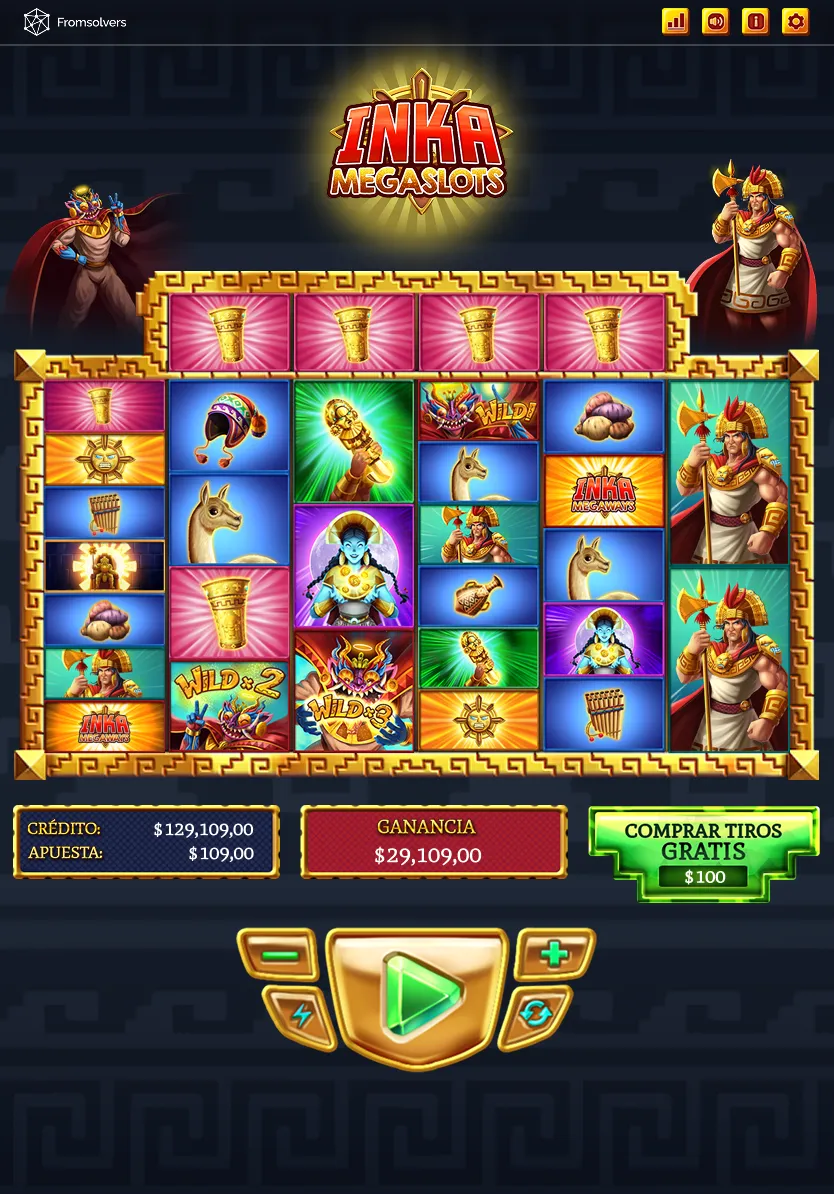 Fromsolvers
INKA
MEGASLOTS
WILD!
INKA
MEGAWAYS
WILD x2
WILD x3
INKA
MEGAWAYS
CRÉDITO: $129,109,00
APUESTA: $109,00
GANANCIA
$29,109,00
COMPRAR TIROS
GRATIS
$100